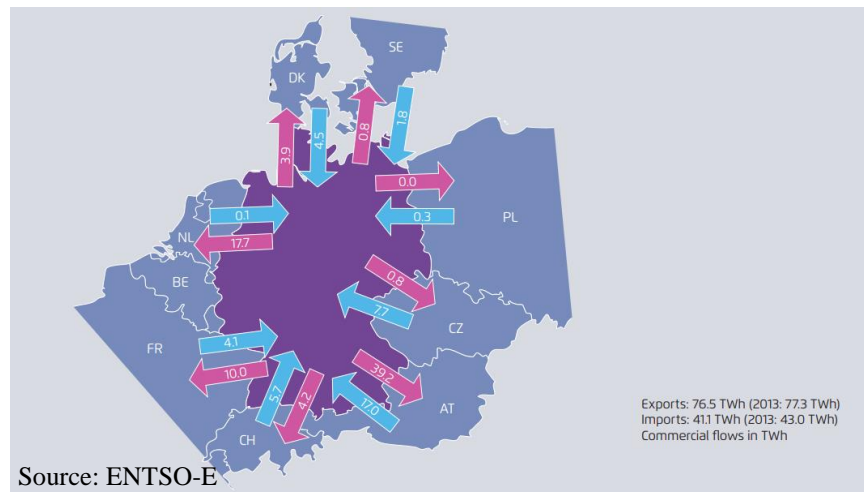 SE
DK
3.9
4.5
0.8
1.8
0.0
0.3
PL
0.1
NL
17.7
BE
0.8
7.7
CZ
FR
4.1
10.0
5.7
4.2
39.2
17.0
AT
CH
Exports: 76.5 TWh (2013: 77.3 TWh)
Imports: 41.1 TWh (2013: 43.0 TWh)
Commercial flows in TWh
Source: ENTSO-E